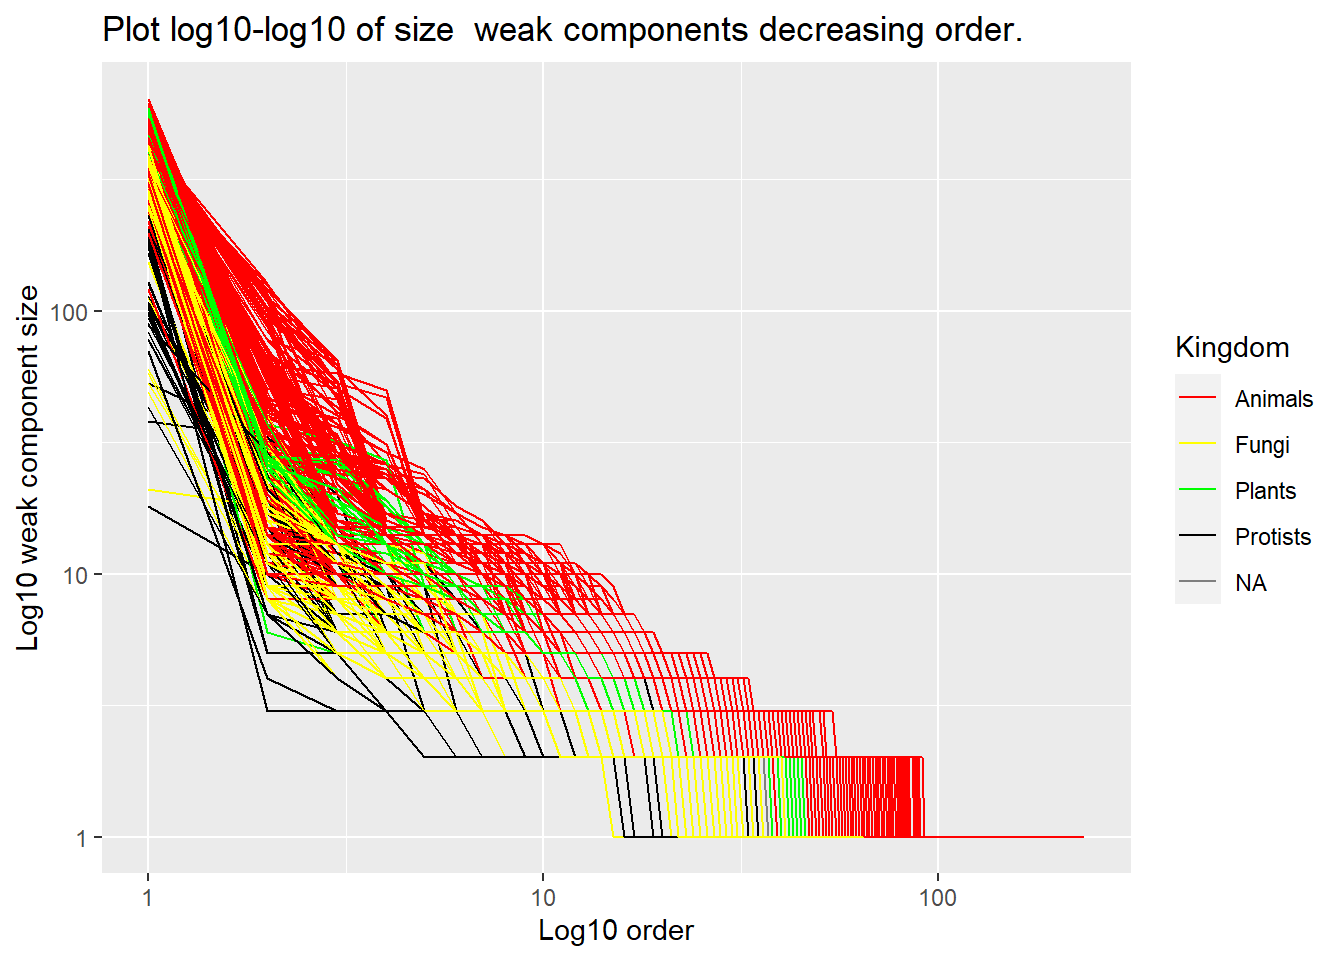 Plot log10-log10 of size  weak components decreasing order.
Log10 weak component size
100
10
1
1
10
100
Log10 order
Kingdom
Animals
Fungi
Plants
Protists
NA